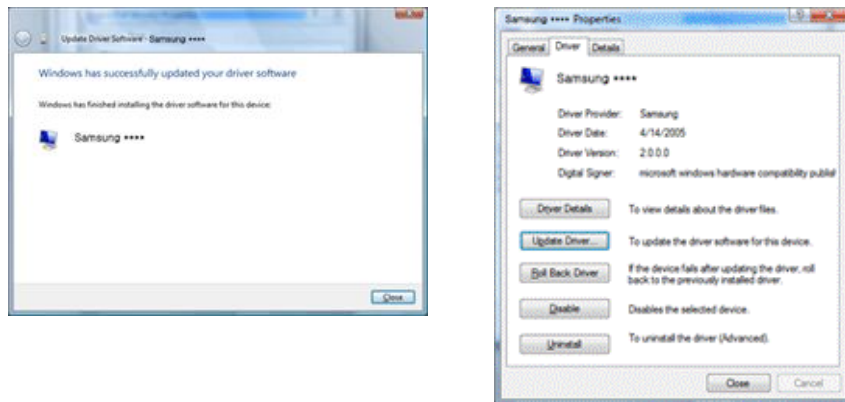 Update Driver Software - Samsung ****
Windows has successfully updated your driver software
Windows has finished installing the driver software for this device:
Samsung ****
Close
Samsung **** Properties
General Driver Details
Samsung ****
Driver Provider: Samsung
Driver Date: 4/14/2005
Driver Version: 2.0.0.0
Digital Signer: microsoft windows hardware compatibility publis
Driver Details To view details about the driver files.
Update Driver... To update the driver software for this device.
Roll Back Driver If the device fails after updating the driver, roll
back to the previously installed driver.
Disable Disables the selected device.
Uninstall To uninstall the driver (Advanced).
Close Cancel